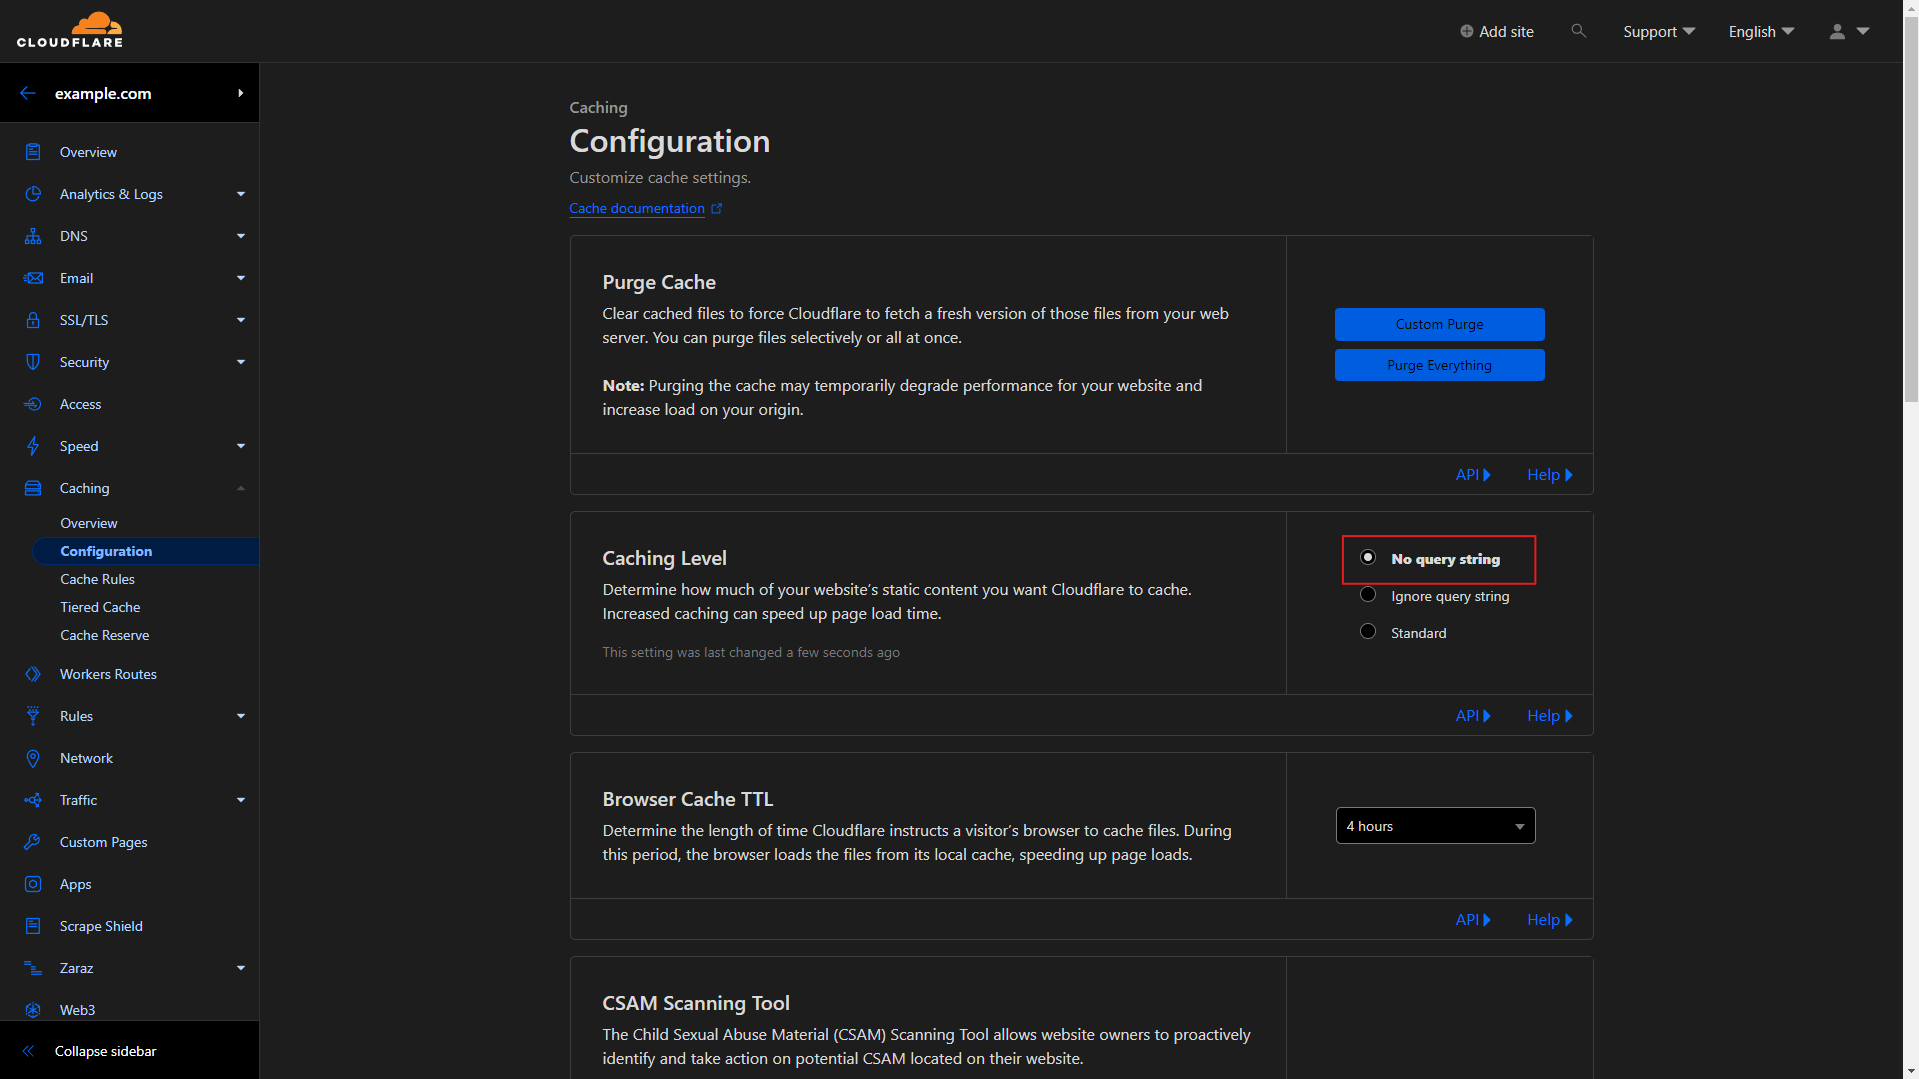 CLOUDFLARE
Add site
Support
English
example.com
Overview
Analytics & Logs
DNS
Email
SSL/TLS
Security
Access
Speed
Caching
Overview
Configuration
Cache Rules
Tiered Cache
Cache Reserve
Workers Routes
Rules
Network
Traffic
Custom Pages
Apps
Scrape Shield
Zaraz
Web3
Collapse sidebar
Caching
Configuration
Customize cache settings.
Cache documentation
Purge Cache
Clear cached files to force Cloudflare to fetch a fresh version of those files from your web
server. You can purge files selectively or all at once.
Note: Purging the cache may temporarily degrade performance for your website and
increase load on your origin.
Custom Purge
Purge Everything
API Help
Caching Level
Determine how much of your website's static content you want Cloudflare to cache.
Increased caching can speed up page load time.
This setting was last changed a few seconds ago
No query string
Ignore query string
Standard
API Help
Browser Cache TTL
Determine the length of time Cloudflare instructs a visitor's browser to cache files. During
this period, the browser loads the files from its local cache, speeding up page loads.
4 hours
API Help
CSAM Scanning Tool
The Child Sexual Abuse Material (CSAM) Scanning Tool allows website owners to proactively
identify and take action on potential CSAM located on their website.